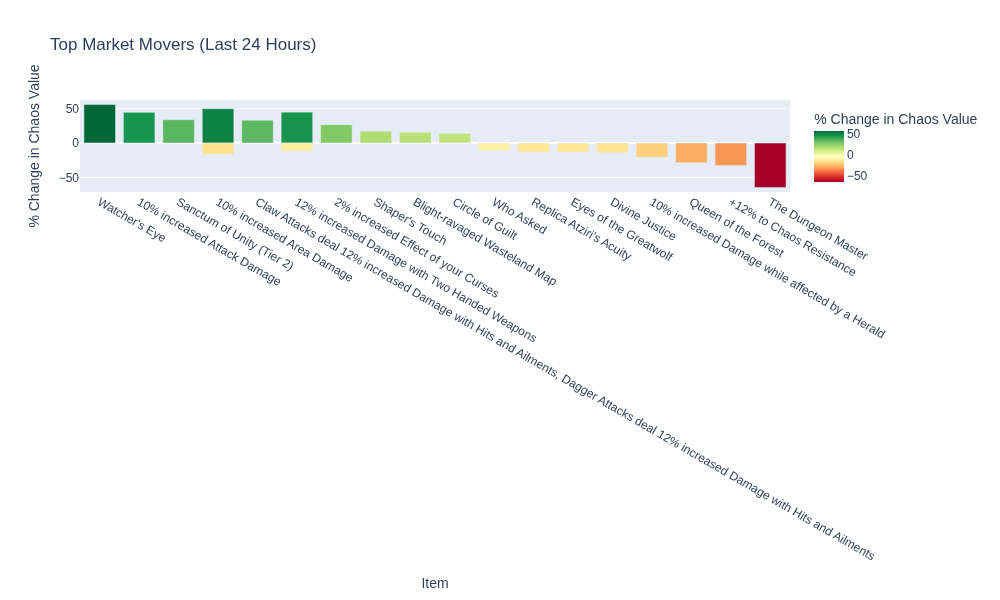 Top Market Movers (Last 24 Hours)
% Change in Chaos Value
50
0
−50
Watcher's Eye
10% increased Attack Damage
Sanctum of Unity (Tier 2)
10% increased Area Damage
Claw Attacks deal 12% increased Damage with Hits and Ailments, Dagger Attacks deal 12% increased Damage with Hits and Ailments
12% increased Damage with Two Handed Weapons
2% increased Effect of your Curses
Shaper's Touch
Blight-ravaged Wasteland Map
Circle of Guilt
Who Asked
Replica Atziri's Acuity
Eyes of the Greatwolf
Divine Justice
10% increased Damage while affected by a Herald
Queen of the Forest
+12% to Chaos Resistance
The Dungeon Master
Item
% Change in Chaos Value
50
0
−50